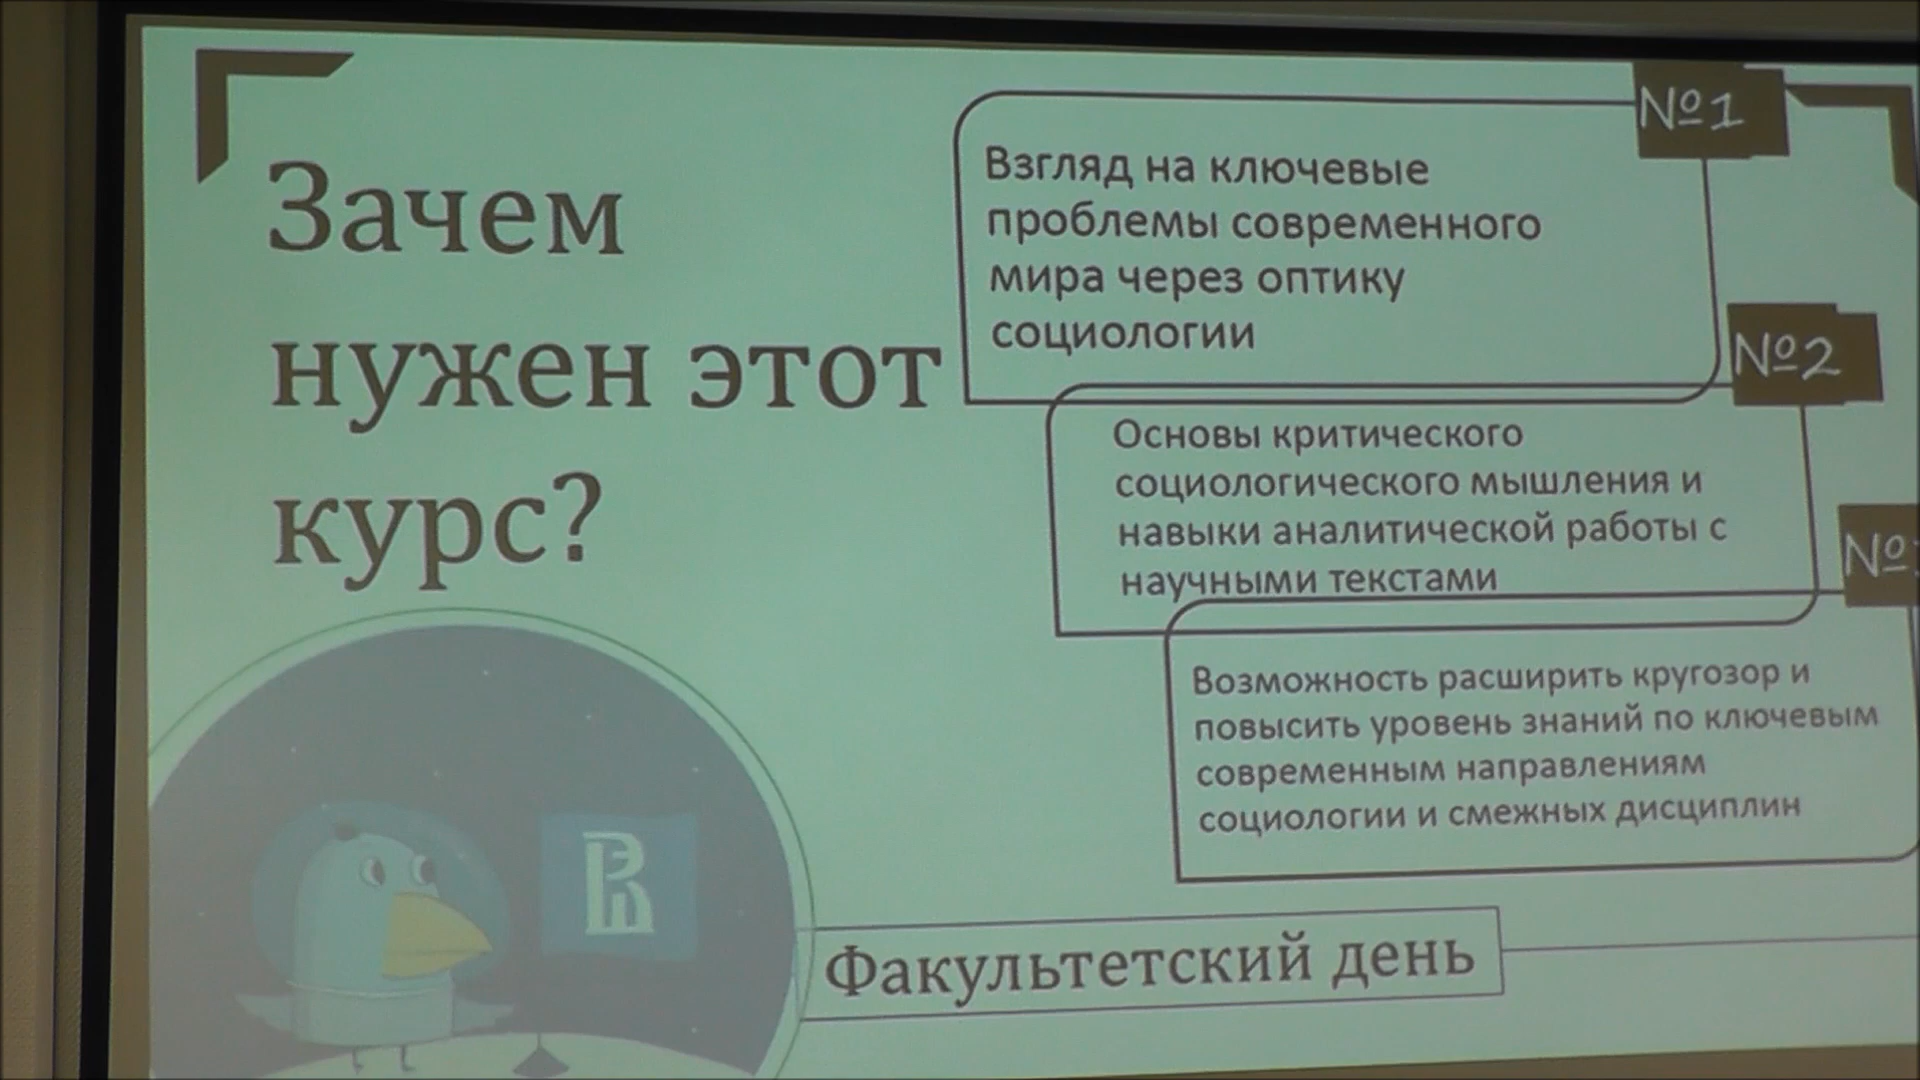 Зачем
нужен этот
курс?
№1
Взгляд на ключевые
проблемы современного
мира через оптику
социологии
№2
Основы критического
социологического мышления и
навыки аналитической работы с
научными текстами
№
Возможность расширить кругозор и
повысить уровень знаний по ключевым
современным направлениям
социологии и смежных дисциплин
Факультетский день